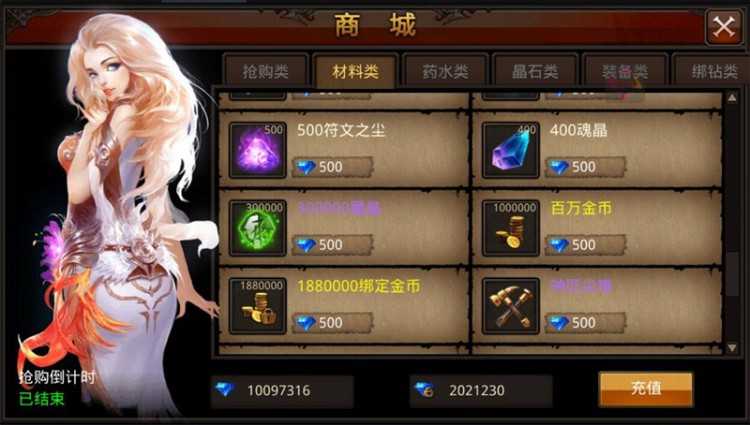 商城
抢购类 材料类 药水类 晶石类 装备类 绑钻类
500 500符文之尘 500
400 400魂晶 500
300000 500
1000000 百万金币 500
1880000 1880000绑定金币 500
500
抢购倒计时
已结束
10097316 2021230 充值